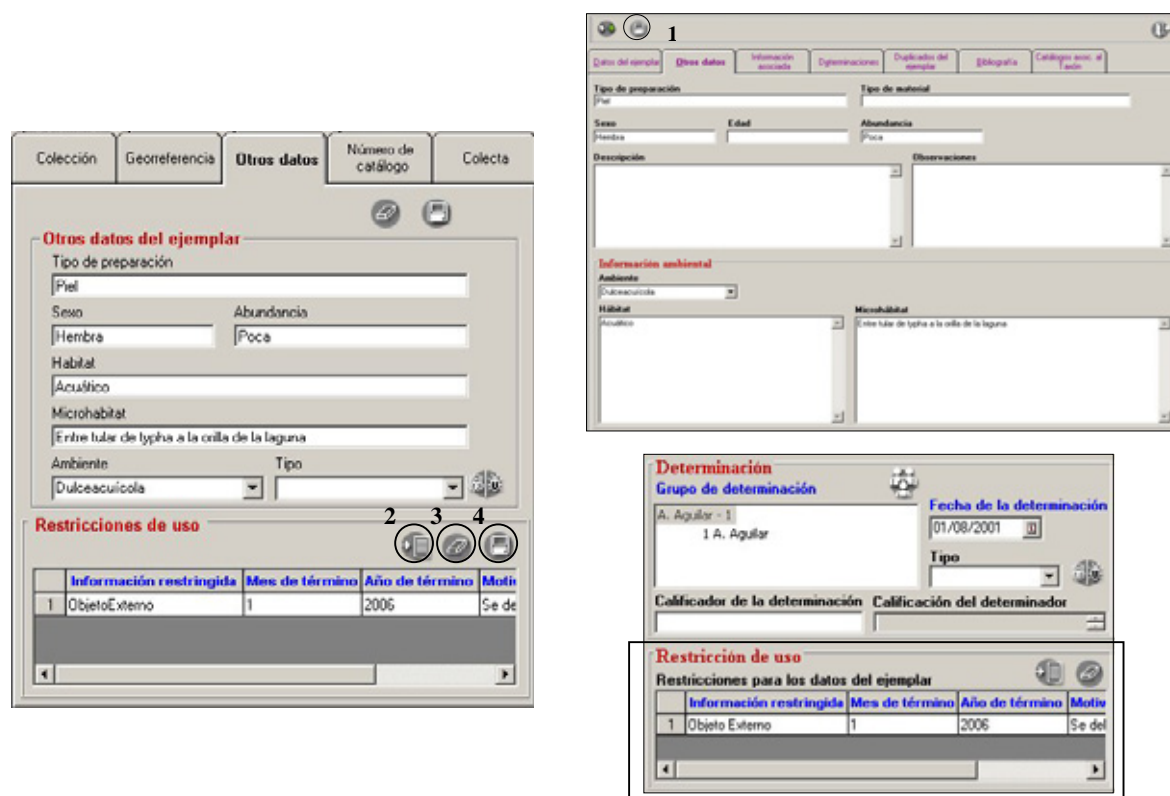 Colección Georreferencia Otros datos Número de catálogo Colecta
Otros datos del ejemplar
Tipo de preparación
Piel
Sexo Abundancia
Hembra Poca
Habitat
Acuático
Microhabitat
Entre tular de typha a la orilla de la laguna
Ambiente Tipo
Dulceacuícola
Restricciones de uso
2 3 4
Información restringida Mes de término Año de término Motiv
1 ObjetoExterno 1 2006 Se de
1
Datos del ejemplar Otros datos Información asociada Determinaciones Duplicados del ejemplar Bibliografía Catálogos asoc. al Taxón
Tipo de preparación Tipo de material
Piel
Sexo Edad Abundancia
Hembra Poca
Descripción Observaciones
Información ambiental
Ambiente
Dulceacuícola
Hábitat Microhábitat
Acuático Entre tular de typha a la orilla de la laguna
Determinación
Grupo de determinación
Fecha de la determinación
A. Aguilar - 1
01/08/2001
1 A. Aguilar
Tipo
Calificador de la determinación Calificación del determinador
Restricción de uso
Restricciones para los datos del ejemplar
Información restringida Mes de término Año de término Motiv
1 Objeto Externo 1 2006 Se del